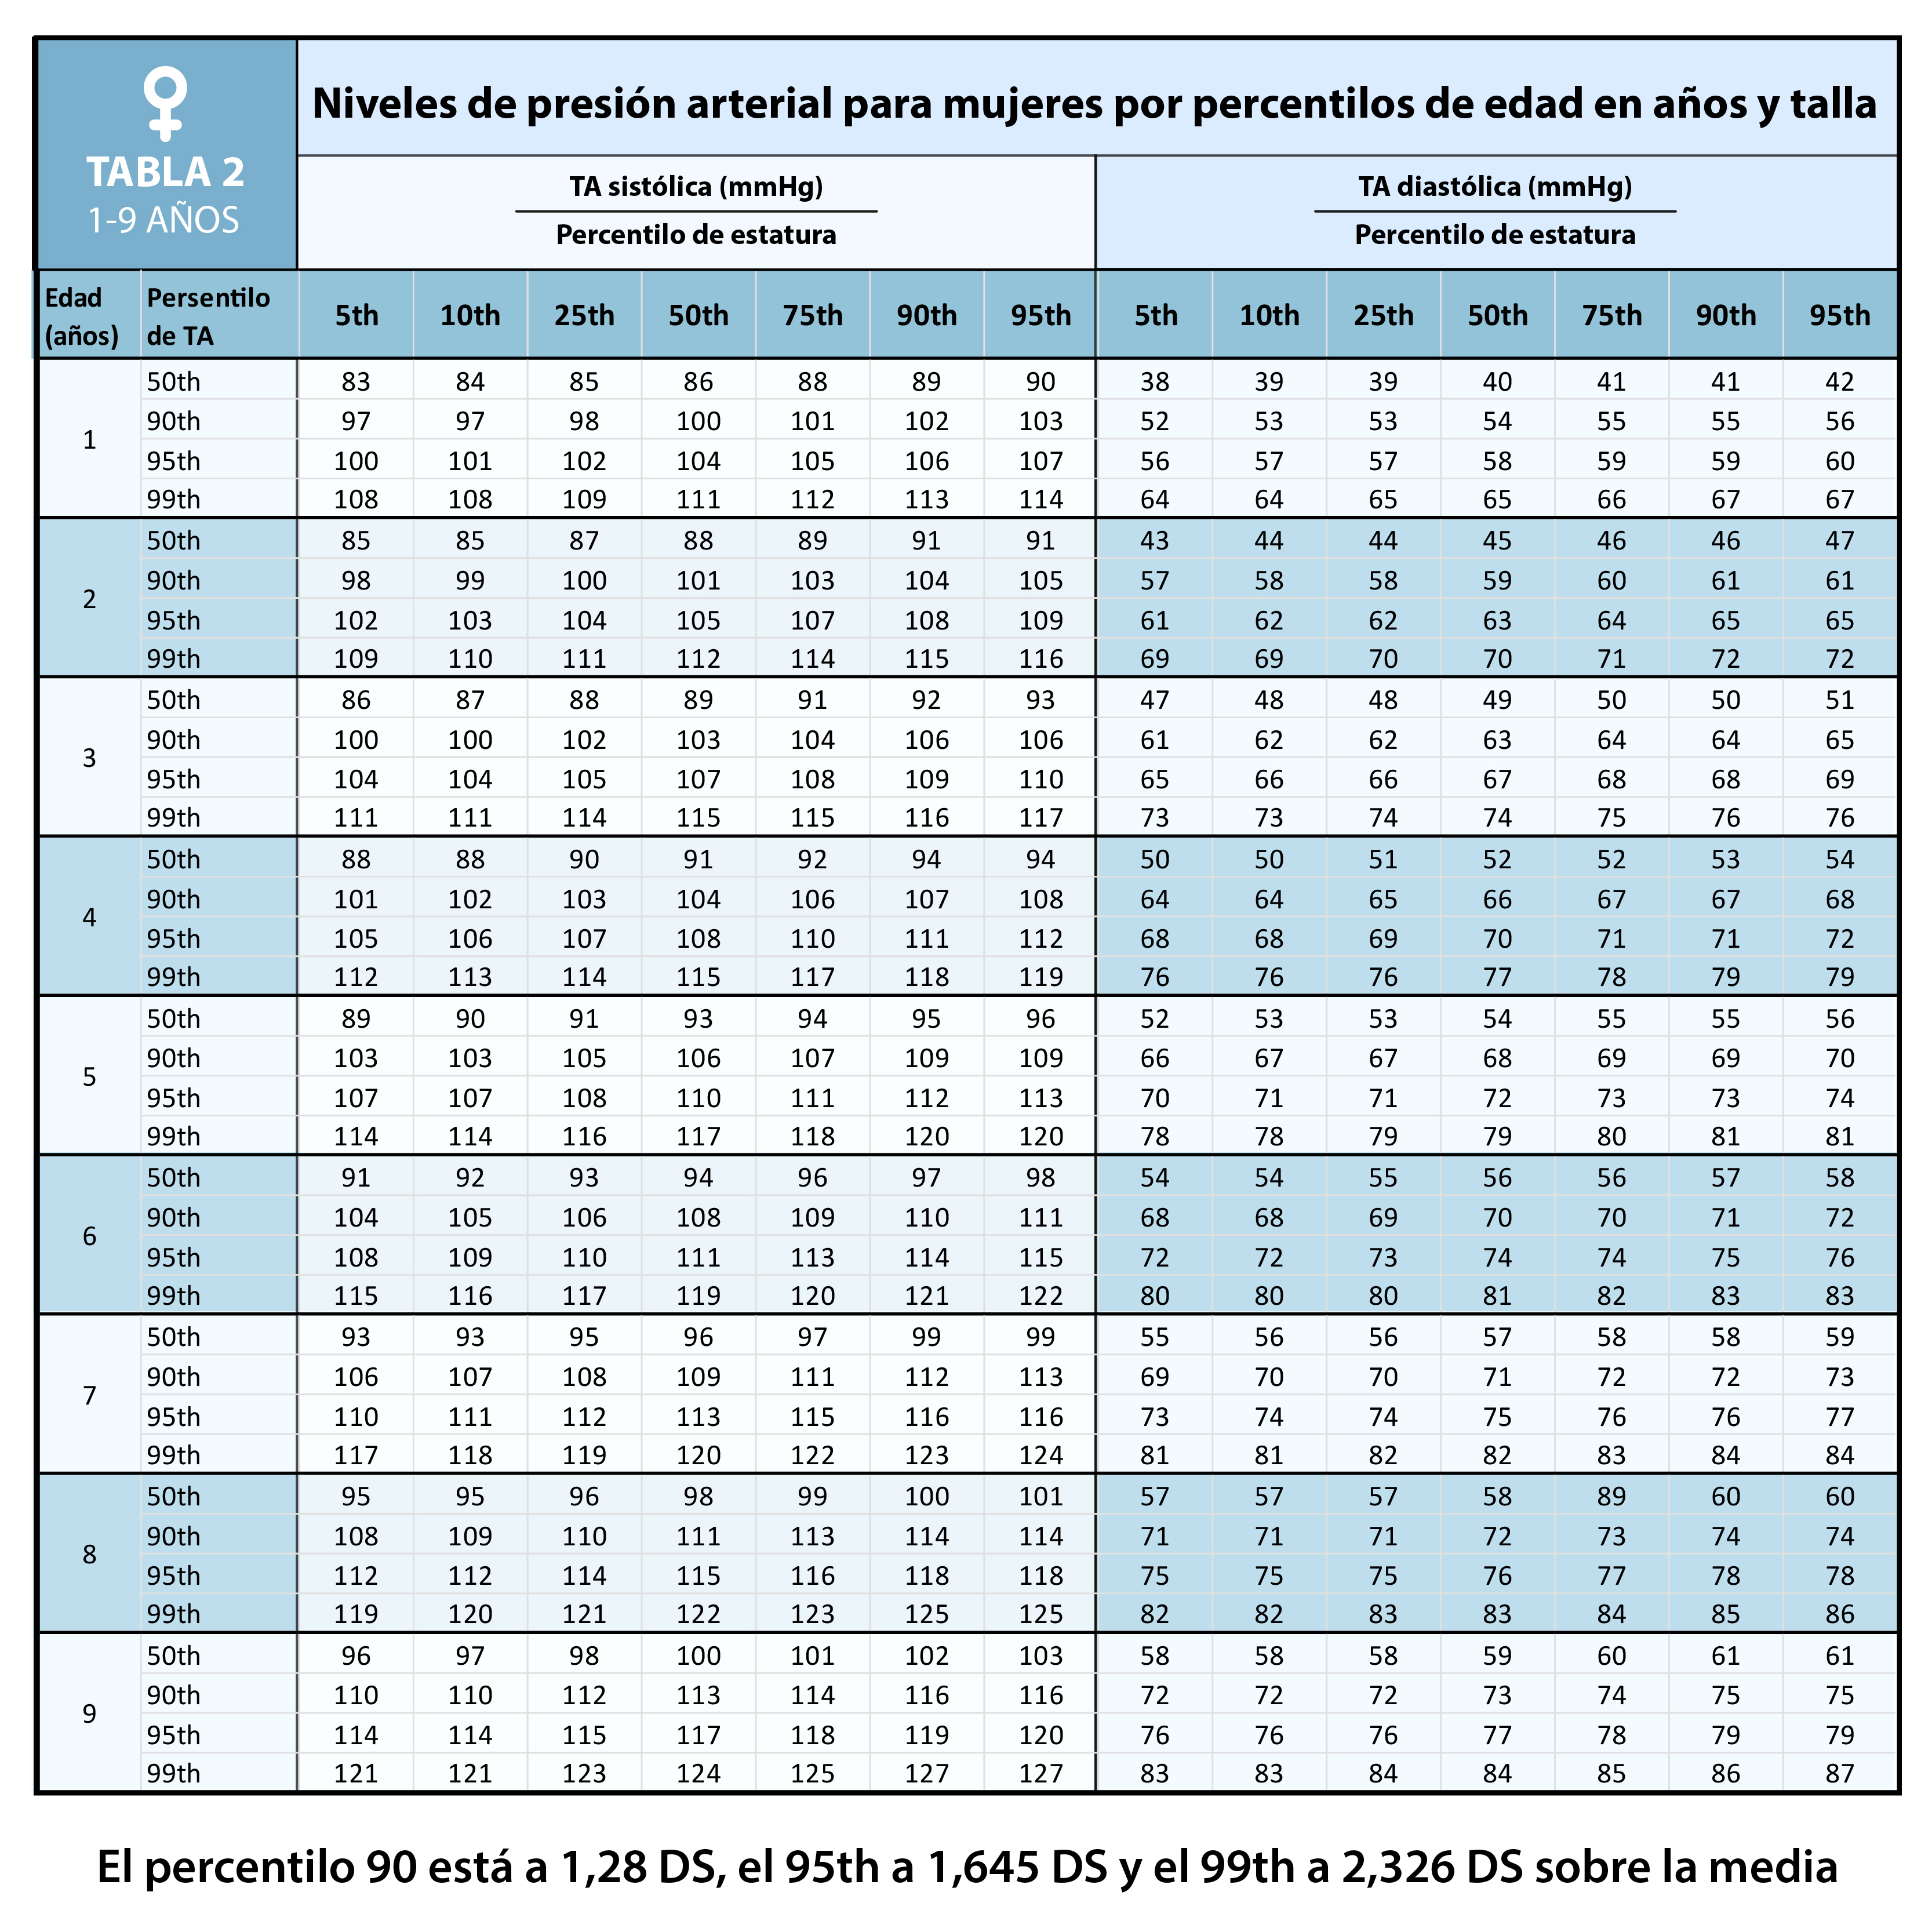 TABLA 2
1-9 AÑOS
Niveles de presión arterial para mujeres por percentilos de edad en años y talla
TA sistólica (mmHg) TA diastólica (mmHg)
Percentilo de estatura Percentilo de estatura
Edad (años) Persentilo de TA 5th 10th 25th 50th 75th 90th 95th 5th 10th 25th 50th 75th 90th 95th
1
50th 83 84 85 86 88 89 90 38 39 39 40 41 41 42
90th 97 97 98 100 101 102 103 52 53 53 54 55 55 56
95th 100 101 102 104 105 106 107 56 57 57 58 59 59 60
99th 108 108 109 111 112 113 114 64 64 65 65 66 67 67
2
50th 85 85 87 88 89 91 91 43 44 44 45 46 46 47
90th 98 99 100 101 103 104 105 57 58 58 59 60 61 61
95th 102 103 104 105 107 108 109 61 62 62 63 64 65 65
99th 109 110 111 112 114 115 116 69 69 70 70 71 72 72
3
50th 86 87 88 89 91 92 93 47 48 48 49 50 50 51
90th 100 100 102 103 104 106 106 61 62 62 63 64 64 65
95th 104 104 105 107 108 109 110 65 66 66 67 68 68 69
99th 111 111 114 115 115 116 117 73 73 74 74 75 76 76
4
50th 88 88 90 91 92 94 94 50 50 51 52 52 53 54
90th 101 102 103 104 106 107 108 64 64 65 66 67 67 68
95th 105 106 107 108 110 111 112 68 68 69 70 71 71 72
99th 112 113 114 115 117 118 119 76 76 76 77 78 79 79
5
50th 89 90 91 93 94 95 96 52 53 53 54 55 55 56
90th 103 103 105 106 107 109 109 66 67 67 68 69 69 70
95th 107 107 108 110 111 112 113 70 71 71 72 73 73 74
99th 114 114 116 117 118 120 120 78 78 79 79 80 81 81
6
50th 91 92 93 94 96 97 98 54 54 55 56 56 57 58
90th 104 105 106 108 109 110 111 68 68 69 70 70 71 72
95th 108 109 110 111 113 114 115 72 72 73 74 74 75 76
99th 115 116 117 119 120 121 122 80 80 80 81 82 83 83
7
50th 93 93 95 96 97 99 99 55 56 56 57 58 58 59
90th 106 107 108 109 111 112 113 69 70 70 71 72 72 73
95th 110 111 112 113 115 116 116 73 74 74 75 76 76 77
99th 117 118 119 120 122 123 124 81 81 82 82 83 84 84
8
50th 95 95 96 98 99 100 101 57 57 57 58 89 60 60
90th 108 109 110 111 113 114 114 71 71 71 72 73 74 74
95th 112 112 114 115 116 118 118 75 75 75 76 77 78 78
99th 119 120 121 122 123 125 125 82 82 83 83 84 85 86
9
50th 96 97 98 100 101 102 103 58 58 58 59 60 61 61
90th 110 110 112 113 114 116 116 72 72 72 73 74 75 75
95th 114 114 115 117 118 119 120 76 76 76 77 78 79 79
99th 121 121 123 124 125 127 127 83 83 84 84 85 86 87
El percentilo 90 está a 1,28 DS, el 95th a 1,645 DS y el 99th a 2,326 DS sobre la media